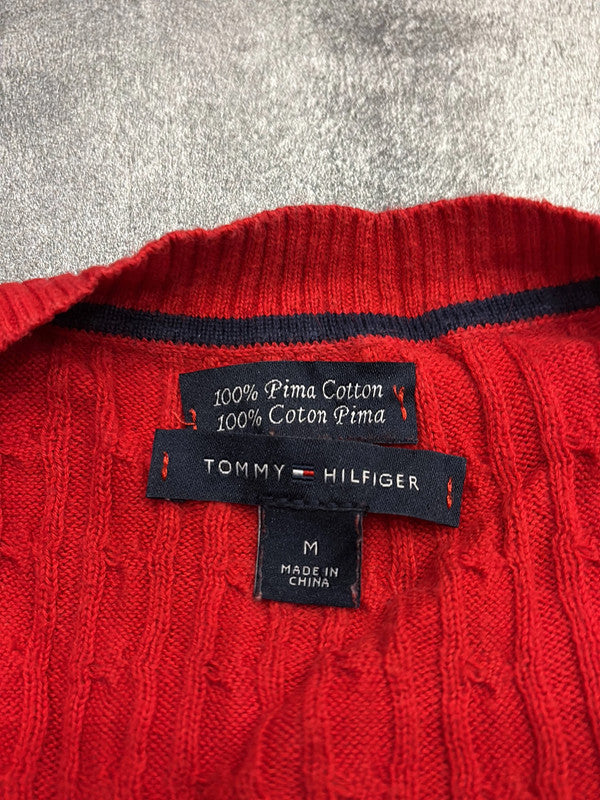 100% Pima Cotton
100% Coton Pima
TOMMY HILFIGER
M
MADE IN
CHINA